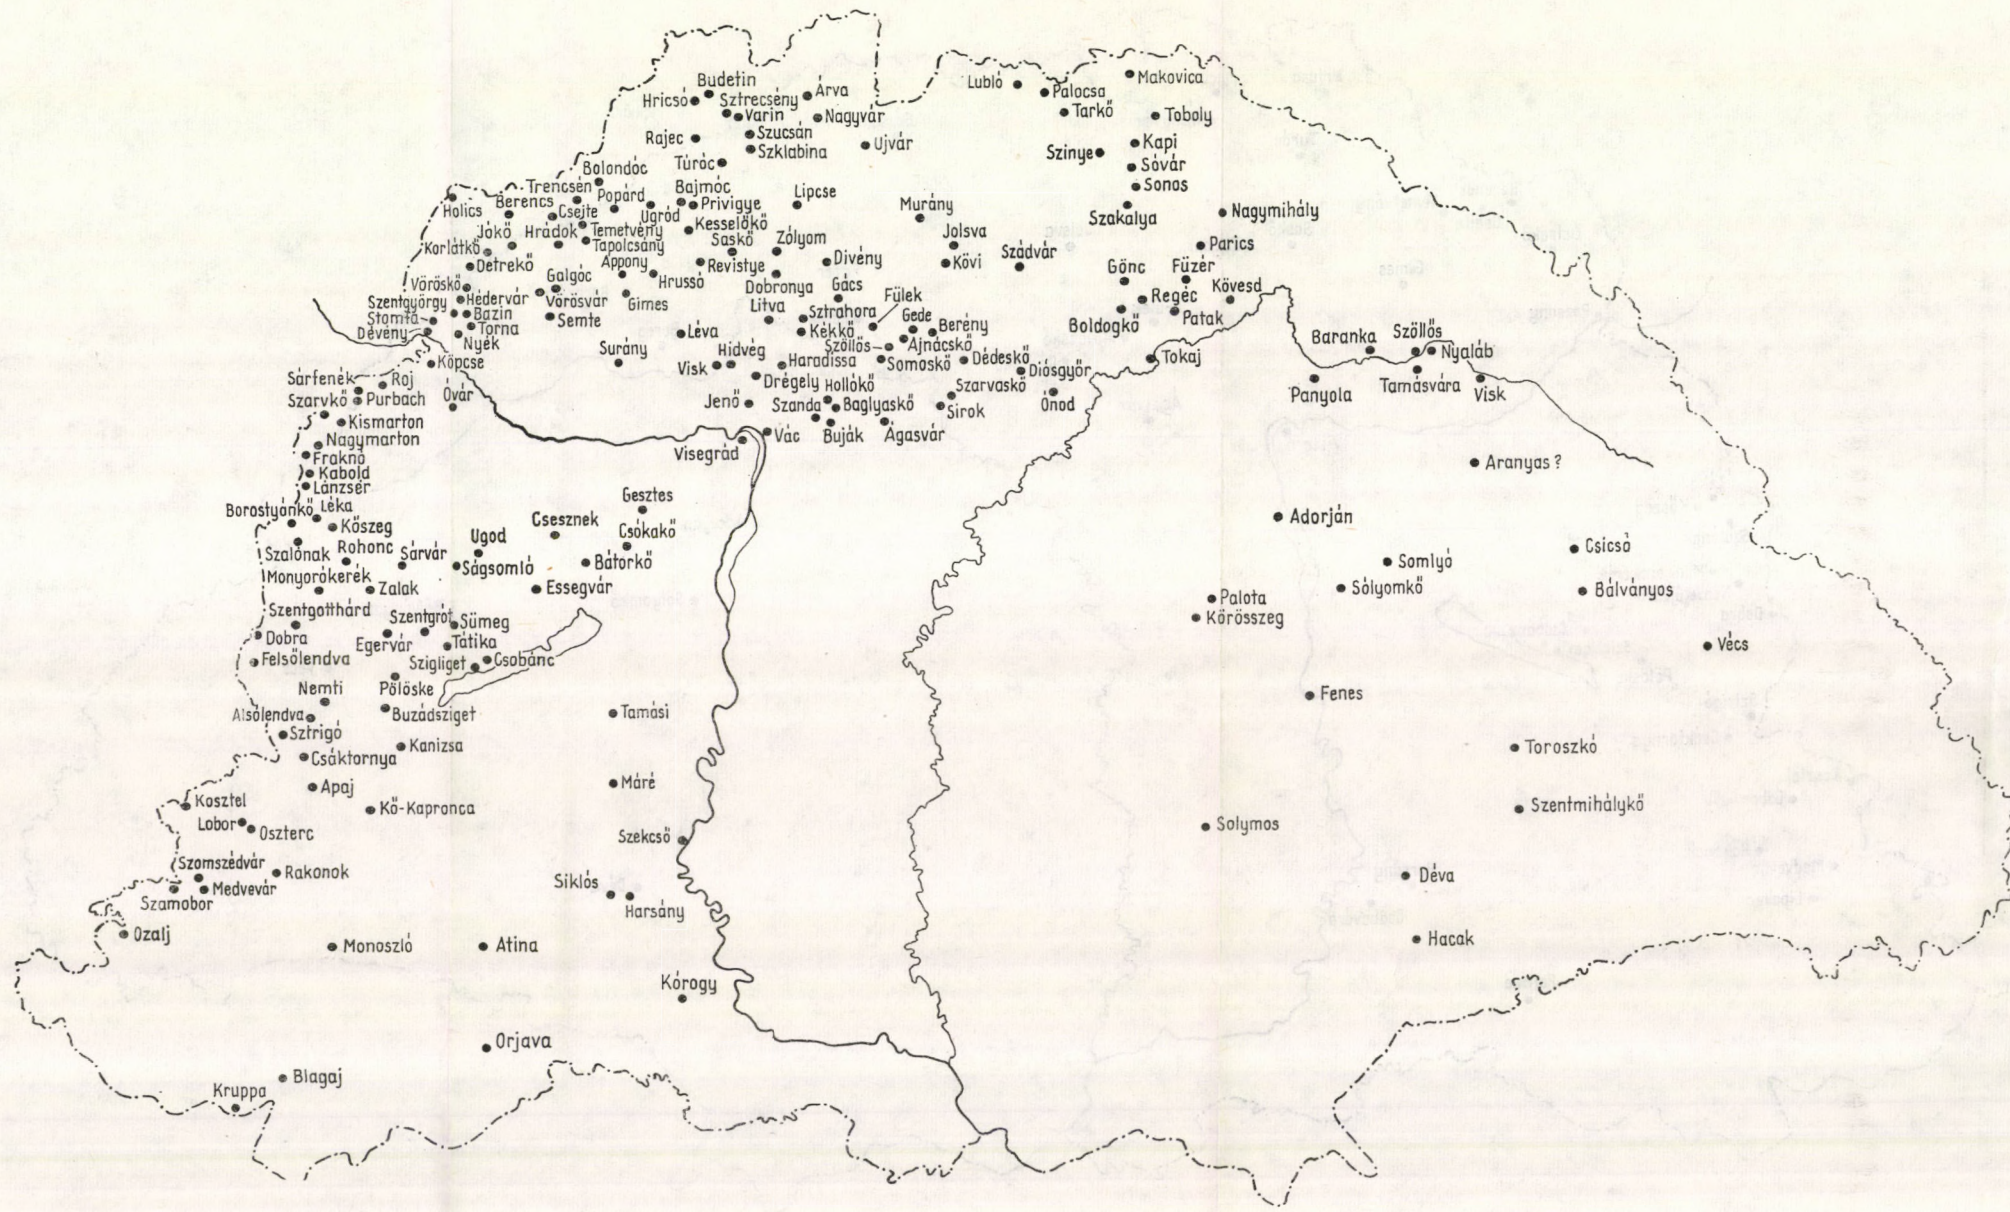 Budetin
Hricsó
Sztrecsény
Varin
Árva
Nagyvár
Rajec
Szucsán
Szklabina
Túróc
Ujvár
Lubló
Palocsa
Makovica
Tarkő
Toboly
Szinye
Kapi
Sóvár
Sonos
Szakalya
Nagymihály
Parics
Bolondóc
Trencsén
Popárd
Bajmóc
Privigye
Lipcse
Murány
Holics
Berencs
Csejte
Ugród
Kesselőkő
Jókő
Hrádok
Temetvény
Korlátkő
Tapolcsány
Saskő
Zólyom
Jolsva
Detrekő
Appony
Revistye
Divény
Kövi
Szádvár
Galgóc
Hrussó
Dobronya
Gács
Gönc
Füzér
Vöröskő
Vörösvár
Gimes
Kövesd
Szentgyörgy
Hédervár
Litva
Sztrahora
Fülek
Regéc
Stomfa
Bazin
Semte
Gede
Berény
Boldogkő
Patak
Dévény
Torna
Léva
Kékkő
Ajnácskő
Nyék
Szöllős
Baranka
Szöllős
Nyaláb
Köpcse
Surány
Hidvég
Visk
Haradissa
Somoskő
Dédeskő
Diósgyőr
Tokaj
Sárfenék
Roj
Drégely
Hollókő
Szarvaskő
Panyola
Tamásvára
Visk
Szarvkő
Purbach
Óvár
Jenő
Szanda
Baglyaskő
Sirok
Ónod
Kismarton
Vác
Buják
Ágasvár
Nagymarton
Visegrád
Fraknó
Kabold
Lánzsér
Aranyas?
Borostyánkő
Léka
Gesztes
Kőszeg
Csesznek
Adorján
Szalónak
Rohonc
Sárvár
Ugod
Csókakő
Csicsó
Monyorókerék
Ságsomló
Bátorkő
Somlyó
Zalak
Essegvár
Sólyomkő
Bálványos
Szentgotthárd
Szentgrót
Sümeg
Palota
Körösszeg
Dobra
Egervár
Tátika
Vécs
Felsőlendva
Szigliget
Csobánc
Nemti
Pölöske
Fenes
Alsólendva
Buzádsziget
Tamási
Sztrigó
Kanizsa
Toroszkó
Csáktornya
Apaj
Máré
Kosztel
Kő-Kapronca
Szentmihálykő
Lobor
Oszterc
Szekcső
Solymos
Szomszédvár
Rakonok
Medvevár
Siklós
Déva
Szamobor
Harsány
Ozalj
Monoszló
Atina
Hacak
Kórogy
Orjava
Blagaj
Kruppa